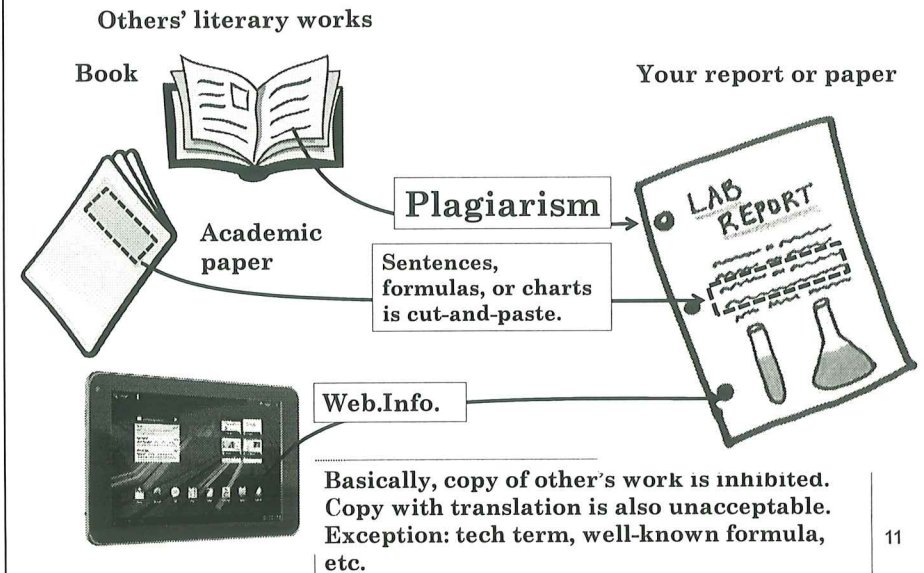 Others' literary works
Book
Your report or paper
Plagiarism
LAB
REPORT
Academic
paper
Sentences,
formulas, or charts
is cut-and-paste.
Web.Info.
Basically, copy of other's work is inhibited.
Copy with translation is also unacceptable.
Exception: tech term, well-known formula,
etc.
11